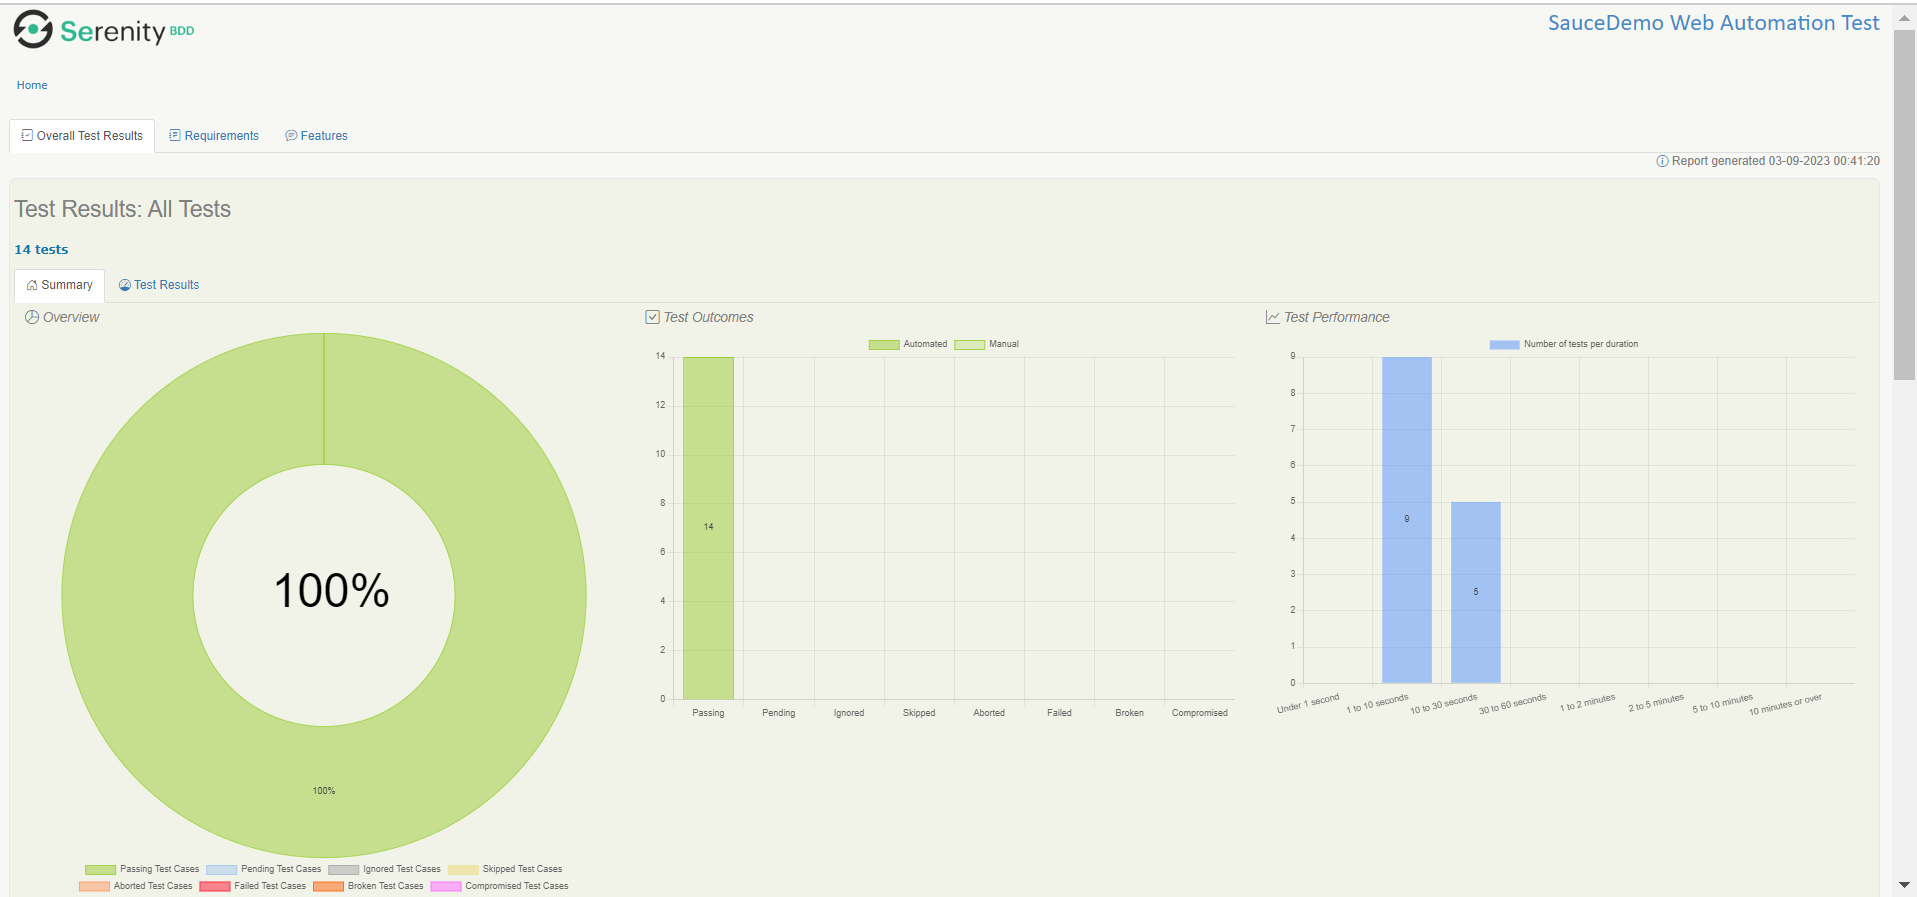 Serenity BDD
SauceDemo Web Automation Test
Home
Overall Test Results
Requirements
Features
Report generated 03-09-2023 00:41:20
Test Results: All Tests
14 tests
Summary
Test Results
Overview
100%
100%
Passing Test Cases
Pending Test Cases
Ignored Test Cases
Skipped Test Cases
Aborted Test Cases
Failed Test Cases
Broken Test Cases
Compromised Test Cases
Test Outcomes
Automated
Manual
14
12
10
8
6
4
2
0
14
Passing
Pending
Ignored
Skipped
Aborted
Failed
Broken
Compromised
Test Performance
Number of tests per duration
9
8
7
6
5
4
3
2
1
0
9
5
Under 1 second
1 to 10 seconds
10 to 30 seconds
30 to 60 seconds
1 to 2 minutes
2 to 5 minutes
5 to 10 minutes
10 minutes or over